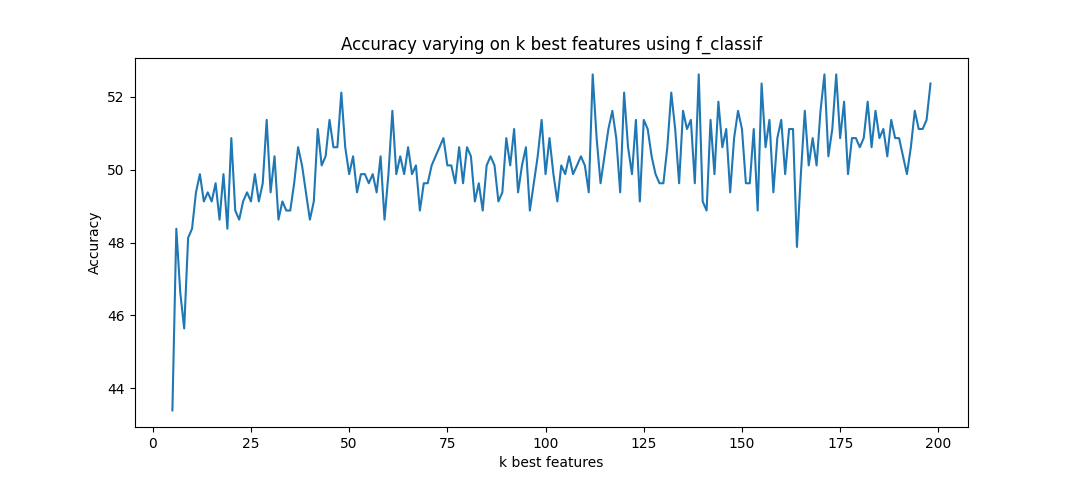 Accuracy varying on k best features using f_classif
52
50
48
46
44
Accuracy
0 25 50 75 100 125 150 175 200
k best features